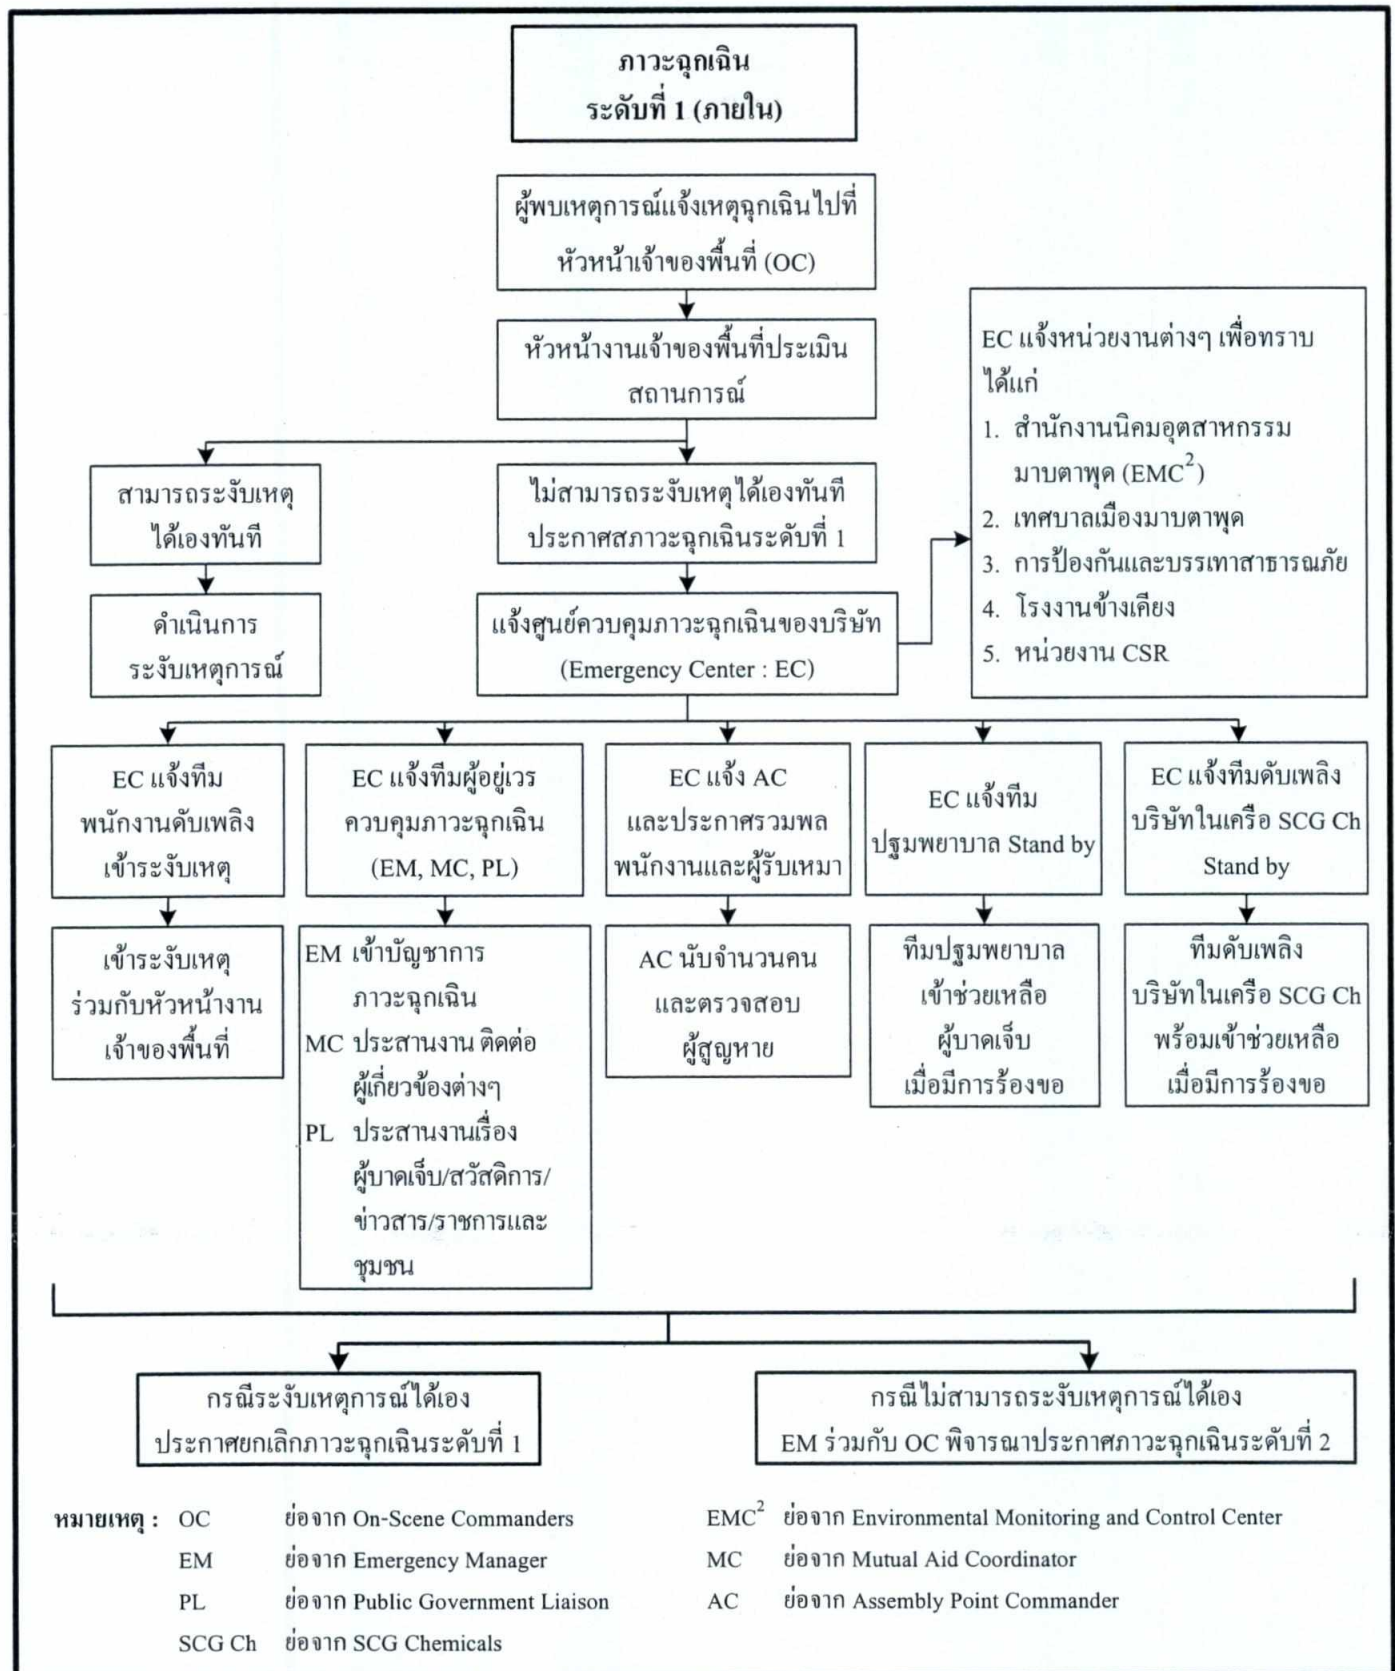 ภาวะฉุกเฉิน
ระดับที่ 1 (ภายใน)
ผู้พบเหตุการณ์แจ้งเหตุฉุกเฉินไปที่
หัวหน้าเจ้าของพื้นที่ (OC)
หัวหน้างานเจ้าของพื้นที่ประเมิน
สถานการณ์
EC แจ้งหน่วยงานต่างๆ เพื่อทราบ
ได้แก่
1. สำนักงานนิคมอุตสาหกรรม
มาบตาพุด (EMC²)
2. เทศบาลเมืองมาบตาพุด
3. การป้องกันและบรรเทาสาธารณภัย
4. โรงงานข้างเคียง
5. หน่วยงาน CSR
สามารถระงับเหตุ
ได้เองทันที
ไม่สามารถระงับเหตุได้เองทันที
ประกาศสภาวะฉุกเฉินระดับที่ 1
ดำเนินการ
ระงับเหตุการณ์
แจ้งศูนย์ควบคุมภาวะฉุกเฉินของบริษัท
(Emergency Center : EC)
EC แจ้งทีม
พนักงานดับเพลิง
เข้าระงับเหตุ
EC แจ้งทีมผู้อยู่เวร
ควบคุมภาวะฉุกเฉิน
(EM, MC, PL)
EC แจ้ง AC
และประกาศรวมพล
พนักงานและผู้รับเหมา
EC แจ้งทีม
ปฐมพยาบาล Stand by
EC แจ้งทีมดับเพลิง
บริษัทในเครือ SCG Ch
Stand by
เข้าระงับเหตุ
ร่วมกับหัวหน้างาน
เจ้าของพื้นที่
EM เข้าบัญชาการ
ภาวะฉุกเฉิน
MC ประสานงาน ติดต่อ
ผู้เกี่ยวข้องต่างๆ
PL ประสานงานเรื่อง
ผู้บาดเจ็บ/สวัสดิการ/
ข่าวสาร/ราชการและ
ชุมชน
AC นับจำนวนคน
และตรวจสอบ
ผู้สูญหาย
ทีมปฐมพยาบาล
เข้าช่วยเหลือ
ผู้บาดเจ็บ
เมื่อมีการร้องขอ
ทีมดับเพลิง
บริษัทในเครือ SCG Ch
พร้อมเข้าช่วยเหลือ
เมื่อมีการร้องขอ
กรณีระงับเหตุการณ์ได้เอง
ประกาศยกเลิกภาวะฉุกเฉินระดับที่ 1
กรณีไม่สามารถระงับเหตุการณ์ได้เอง
EM ร่วมกับ OC พิจารณาประกาศภาวะฉุกเฉินระดับที่ 2
หมายเหตุ : OC ย่อจาก On-Scene Commanders
EM ย่อจาก Emergency Manager
PL ย่อจาก Public Government Liaison
SCG Ch ย่อจาก SCG Chemicals
EMC² ย่อจาก Environmental Monitoring and Control Center
MC ย่อจาก Mutual Aid Coordinator
AC ย่อจาก Assembly Point Commander